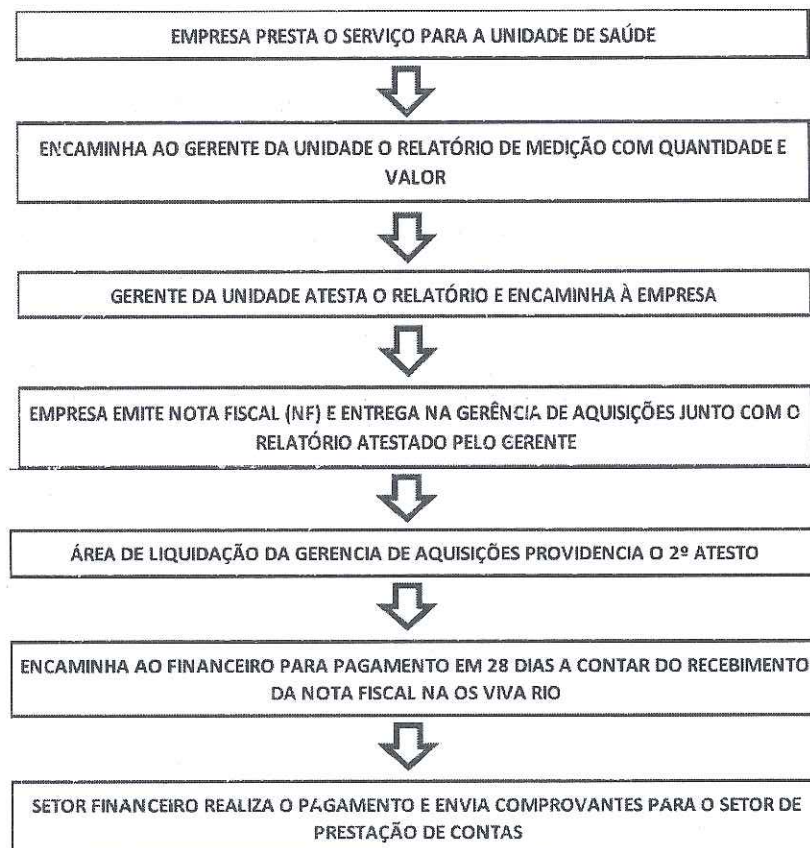 EMPRESA PRESTA O SERVIÇO PARA A UNIDADE DE SAÚDE
ENCAMINHA AO GERENTE DA UNIDADE O RELATÓRIO DE MEDIÇÃO COM QUANTIDADE E
VALOR
GERENTE DA UNIDADE ATESTA O RELATÓRIO E ENCAMINHA À EMPRESA
EMPRESA EMITE NOTA FISCAL (NF) E ENTREGA NA GERÊNCIA DE AQUISIÇÕES JUNTO COM O
RELATÓRIO ATESTADO PELO GERENTE
ÁREA DE LIQUIDAÇÃO DA GERENCIA DE AQUISIÇÕES PROVIDENCIA O 2º ATESTO
ENCAMINHA AO FINANCEIRO PARA PAGAMENTO EM 28 DIAS A CONTAR DO RECEBIMENTO
DA NOTA FISCAL NA OS VIVA RIO
SETOR FINANCEIRO REALIZA O PAGAMENTO E ENVIA COMPROVANTES PARA O SETOR DE
PRESTAÇÃO DE CONTAS